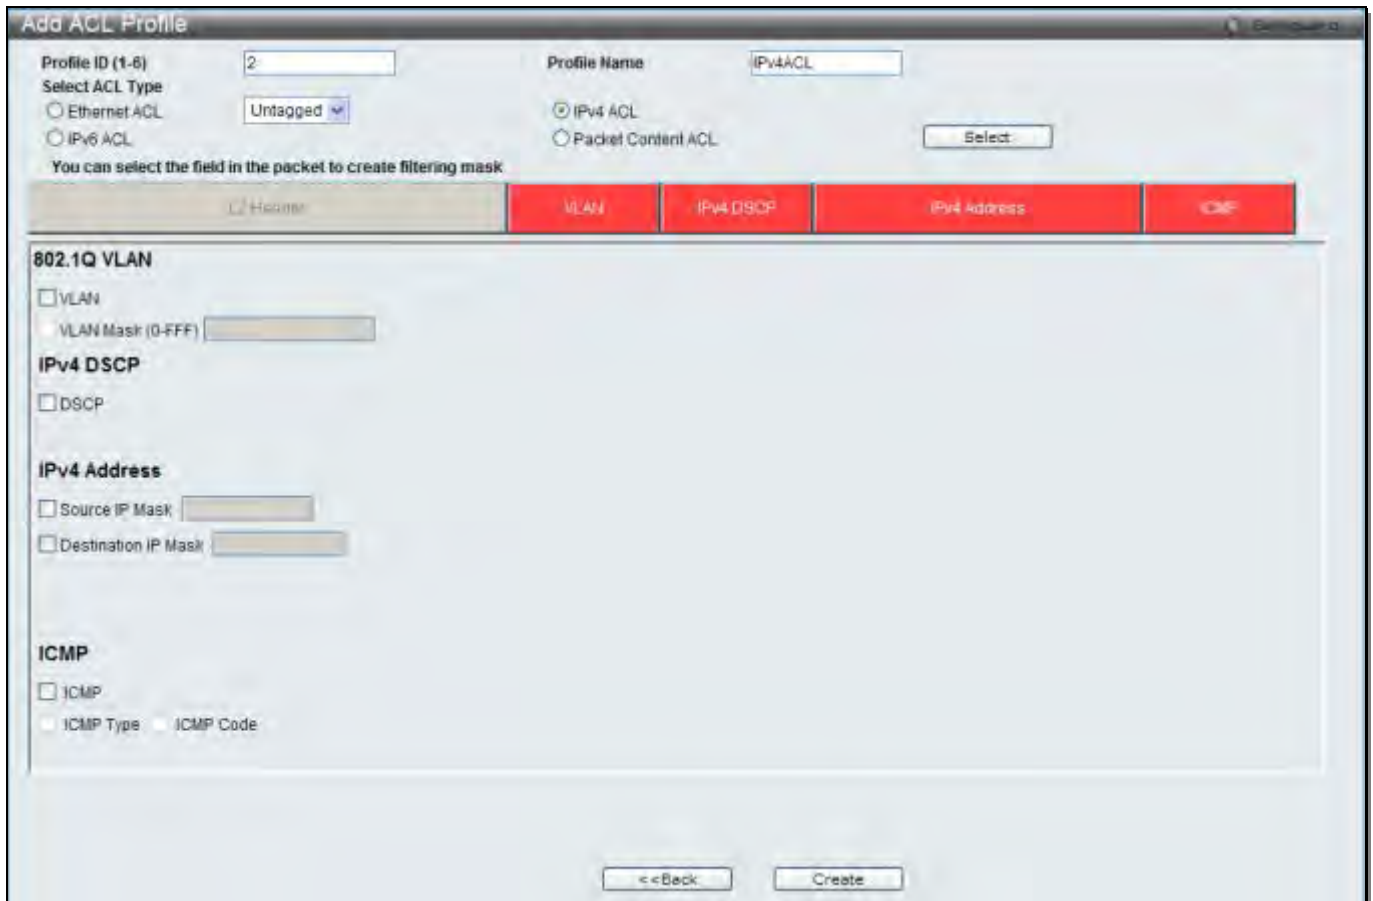 Add ACL Profile
Profile ID (1-6) 2 Profile Name IPv4ACL
Select ACL Type
Ethernet ACL Untagged IPv4 ACL
IPv6 ACL Packet Content ACL Select
You can select the field in the packet to create filtering mask
L2 Header VLAN IPv4 DSCP IPv4 Address ICMP
802.1Q VLAN
VLAN
VLAN Mask (0-FFF)
IPv4 DSCP
DSCP
IPv4 Address
Source IP Mask
Destination IP Mask
ICMP
ICMP
ICMP Type ICMP Code
<<Back Create